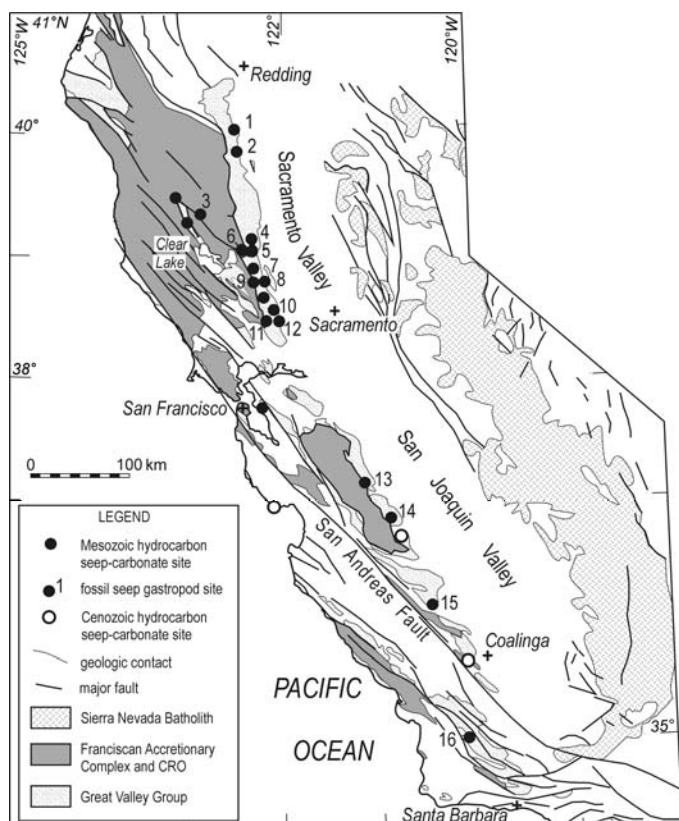 125°W
41°N
122°
120°W
Redding
40°
1
2
3
Sacramento Valley
4
6
5
Clear
Lake
7
9
8
10
11
12
Sacramento
38°
San Francisco
0 100 km
13
San Joaquin Valley
14
San Andreas Fault
15
Coalinga
PACIFIC
OCEAN
16
35°
Santa Barbara
LEGEND
Mesozoic hydrocarbon
seep-carbonate site
1 fossil seep gastropod site
Cenozoic hydrocarbon
seep-carbonate site
geologic contact
major fault
Sierra Nevada Batholith
Franciscan Accretionary
Complex and CRO
Great Valley Group